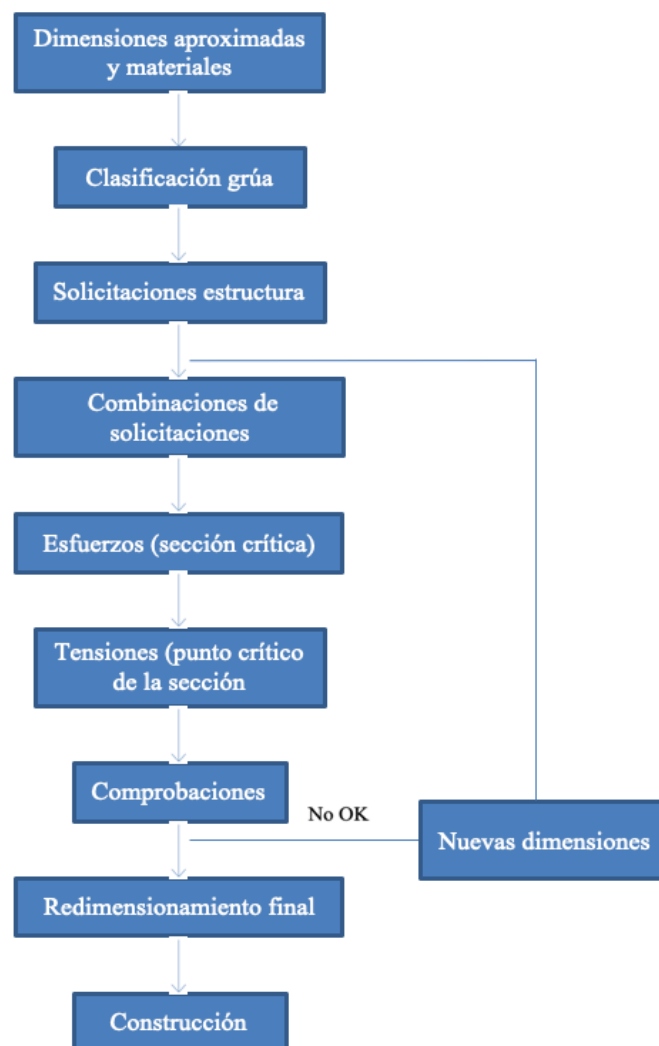 Dimensiones aproximadas
y materiales
Clasificación grúa
Solicitaciones estructura
Combinaciones de
solicitaciones
Esfuerzos (sección crítica)
Tensiones (punto crítico
de la sección
Comprobaciones
No OK
Nuevas dimensiones
Redimensionamiento final
Construcción